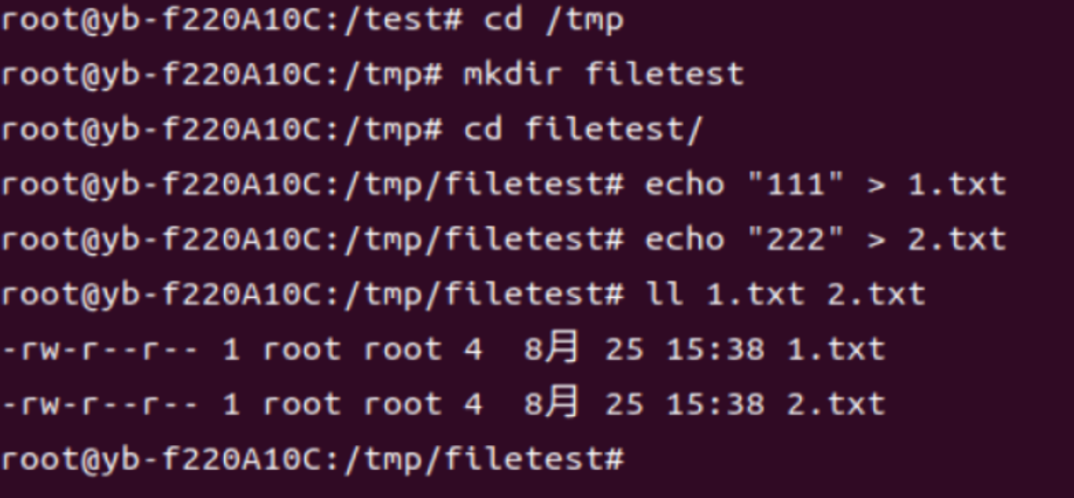 root@yb-f220A10C:/test# cd /tmp
root@yb-f220A10C:/tmp# mkdir filetest
root@yb-f220A10C:/tmp# cd filetest/
root@yb-f220A10C:/tmp/filetest# echo "111" > 1.txt
root@yb-f220A10C:/tmp/filetest# echo "222" > 2.txt
root@yb-f220A10C:/tmp/filetest# ll 1.txt 2.txt
-rw-r--r-- 1 root root 4  8月 25 15:38 1.txt
-rw-r--r-- 1 root root 4  8月 25 15:38 2.txt
root@yb-f220A10C:/tmp/filetest#